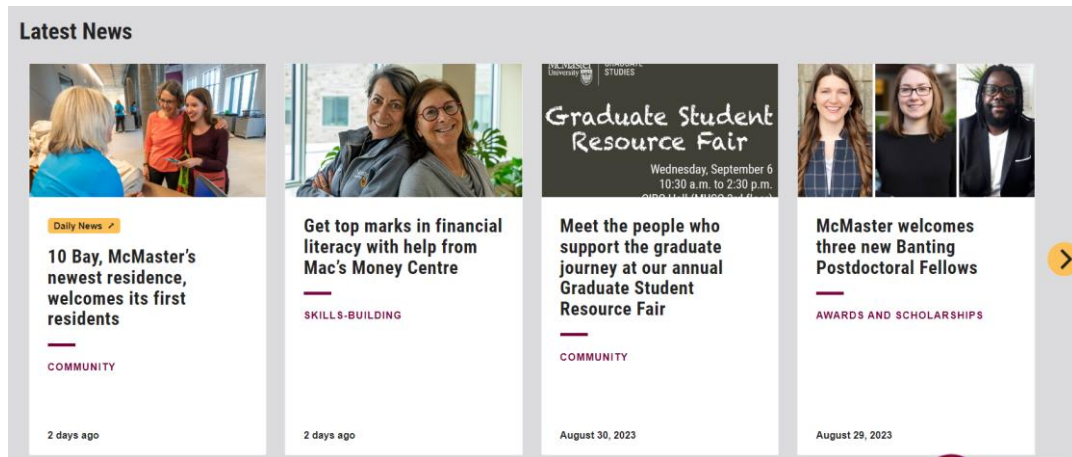 Latest News
McMaster
University
GRADUATE
STUDIES
Graduate Student
Resource Fair
Wednesday, September 6
10:30 a.m. to 2:30 p.m.
Daily News
10 Bay, McMaster's
newest residence,
welcomes its first
residents
COMMUNITY
2 days ago
Get top marks in financial
literacy with help from
Mac's Money Centre
SKILLS-BUILDING
2 days ago
Meet the people who
support the graduate
journey at our annual
Graduate Student
Resource Fair
COMMUNITY
August 30, 2023
McMaster welcomes
three new Banting
Postdoctoral Fellows
AWARDS AND SCHOLARSHIPS
August 29, 2023